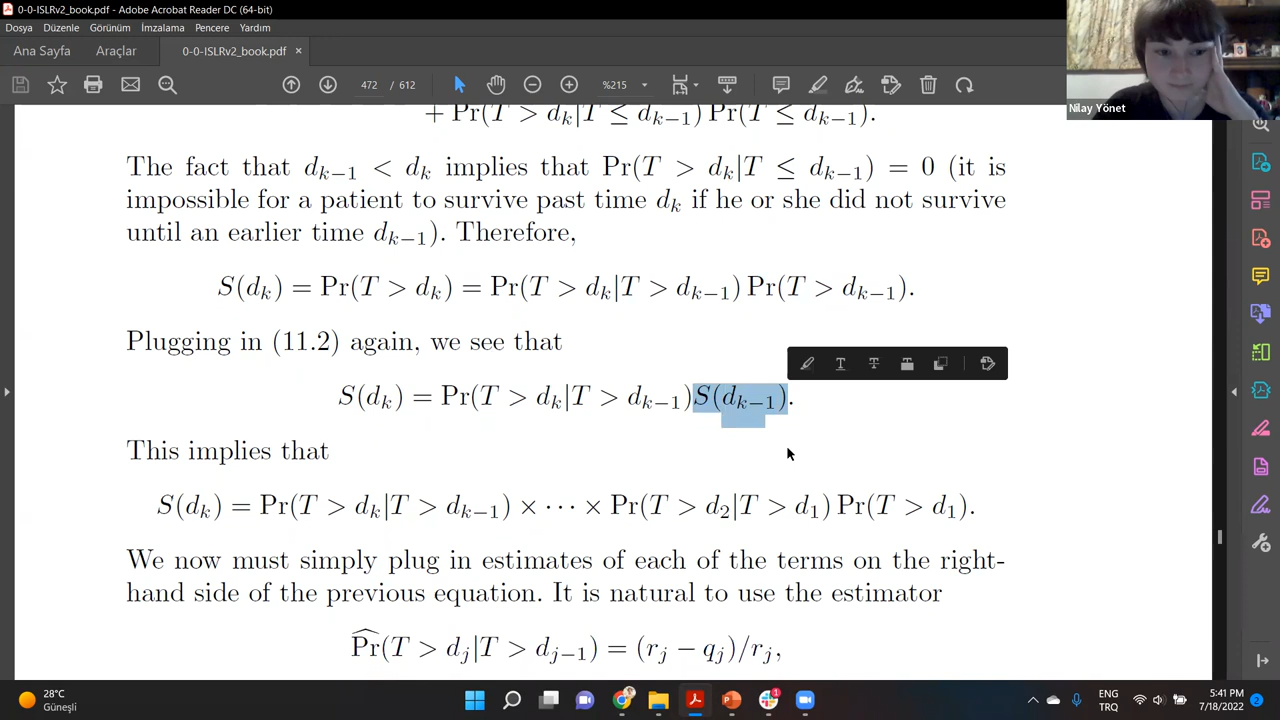 0-0-ISLRv2_book.pdf - Adobe Acrobat Reader DC (64-bit)
Dosya Düzenle Görünüm İmzalama Pencere Yardım
Ana Sayfa Araçlar 0-0-ISLRv2_book.pdf ×
472 / 612 %215
Nilay Yönet
+ Pr(T > d_k|T ≤ d_{k−1}) Pr(T ≤ d_{k−1}).
The fact that d_{k−1} < d_k implies that Pr(T > d_k|T ≤ d_{k−1}) = 0 (it is
impossible for a patient to survive past time d_k if he or she did not survive
until an earlier time d_{k−1}). Therefore,
S(d_k) = Pr(T > d_k) = Pr(T > d_k|T > d_{k−1}) Pr(T > d_{k−1}).
Plugging in (11.2) again, we see that
S(d_k) = Pr(T > d_k|T > d_{k−1})S(d_{k−1}).
This implies that
S(d_k) = Pr(T > d_k|T > d_{k−1}) × ··· × Pr(T > d_2|T > d_1) Pr(T > d_1).
We now must simply plug in estimates of each of the terms on the right-
hand side of the previous equation. It is natural to use the estimator
P̂r(T > d_j|T > d_{j−1}) = (r_j − q_j)/r_j,
28°C
Güneşli
1
ENG
TRQ
5:41 PM
7/18/2022
2